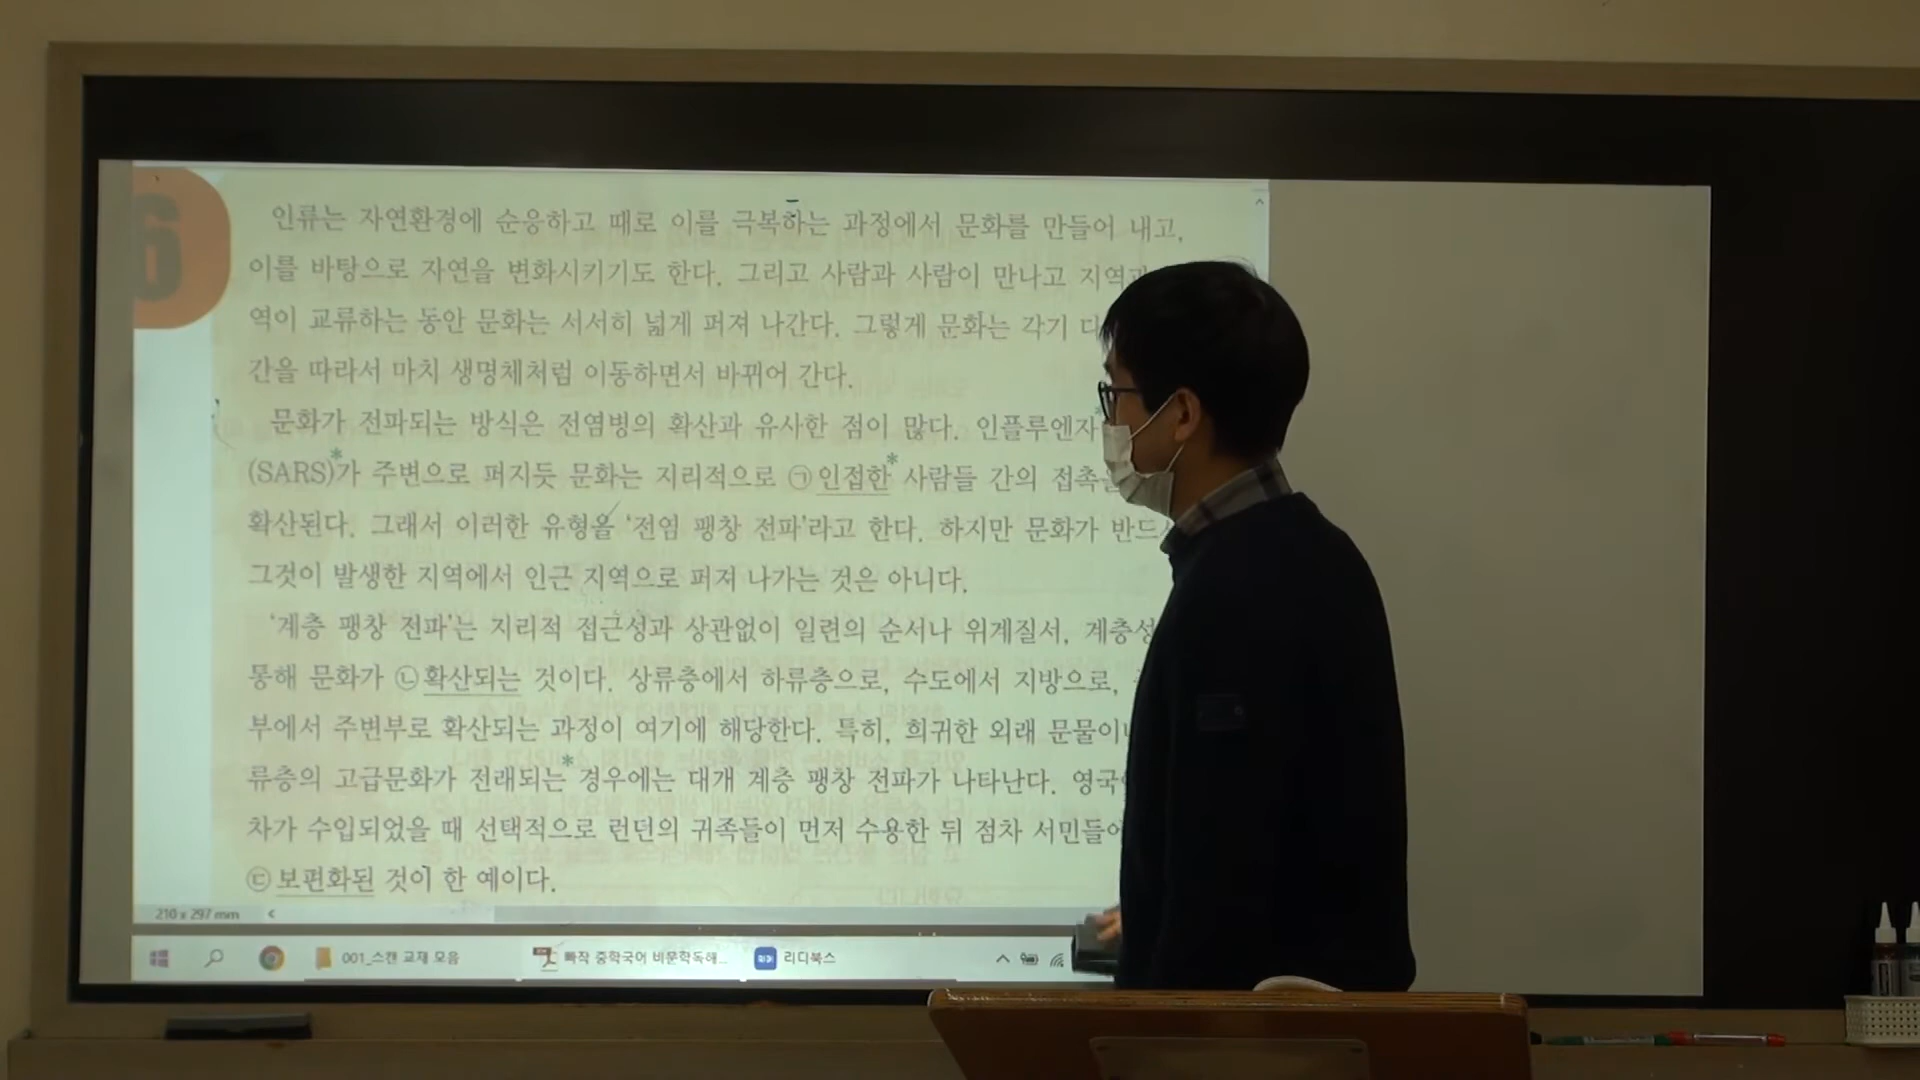 6
인류는 자연환경에 순응하고 때로 이를 극복하는 과정에서 문화를 만들어 내고,
이를 바탕으로 자연을 변화시키기도 한다. 그리고 사람과 사람이 만나고 지역과
역이 교류하는 동안 문화는 서서히 넓게 퍼져 나간다. 그렇게 문화는 각기
간을 따라서 마치 생명체처럼 이동하면서 바뀌어 간다.
문화가 전파되는 방식은 전염병의 확산과 유사한 점이 많다. 인플루엔자*
(SARS)*가 주변으로 퍼지듯 문화는 지리적으로 ㉠인접한* 사람들 간의 접촉을
확산된다. 그래서 이러한 유형을 ‘전염 팽창 전파’라고 한다. 하지만 문화가
그것이 발생한 지역에서 인근 지역으로 퍼져 나가는 것은 아니다.
‘계층 팽창 전파’는 지리적 접근성과 상관없이 일련의 순서나 위계질서,
통해 문화가 ㉡확산되는 것이다. 상류층에서 하류층으로, 수도에서 지방으로,
부에서 주변부로 확산되는 과정이 여기에 해당한다. 특히, 희귀한 외래
류층의 고급문화가 전래되는* 경우에는 대개 계층 팽창 전파가 나타난다.
차가 수입되었을 때 선택적으로 런던의 귀족들이 먼저 수용한 뒤 점차
㉢보편화된 것이 한 예이다.
210 x 297 mm
001_스캔 교재 모음 빠작 중학국어 비문학독해... 리디북스